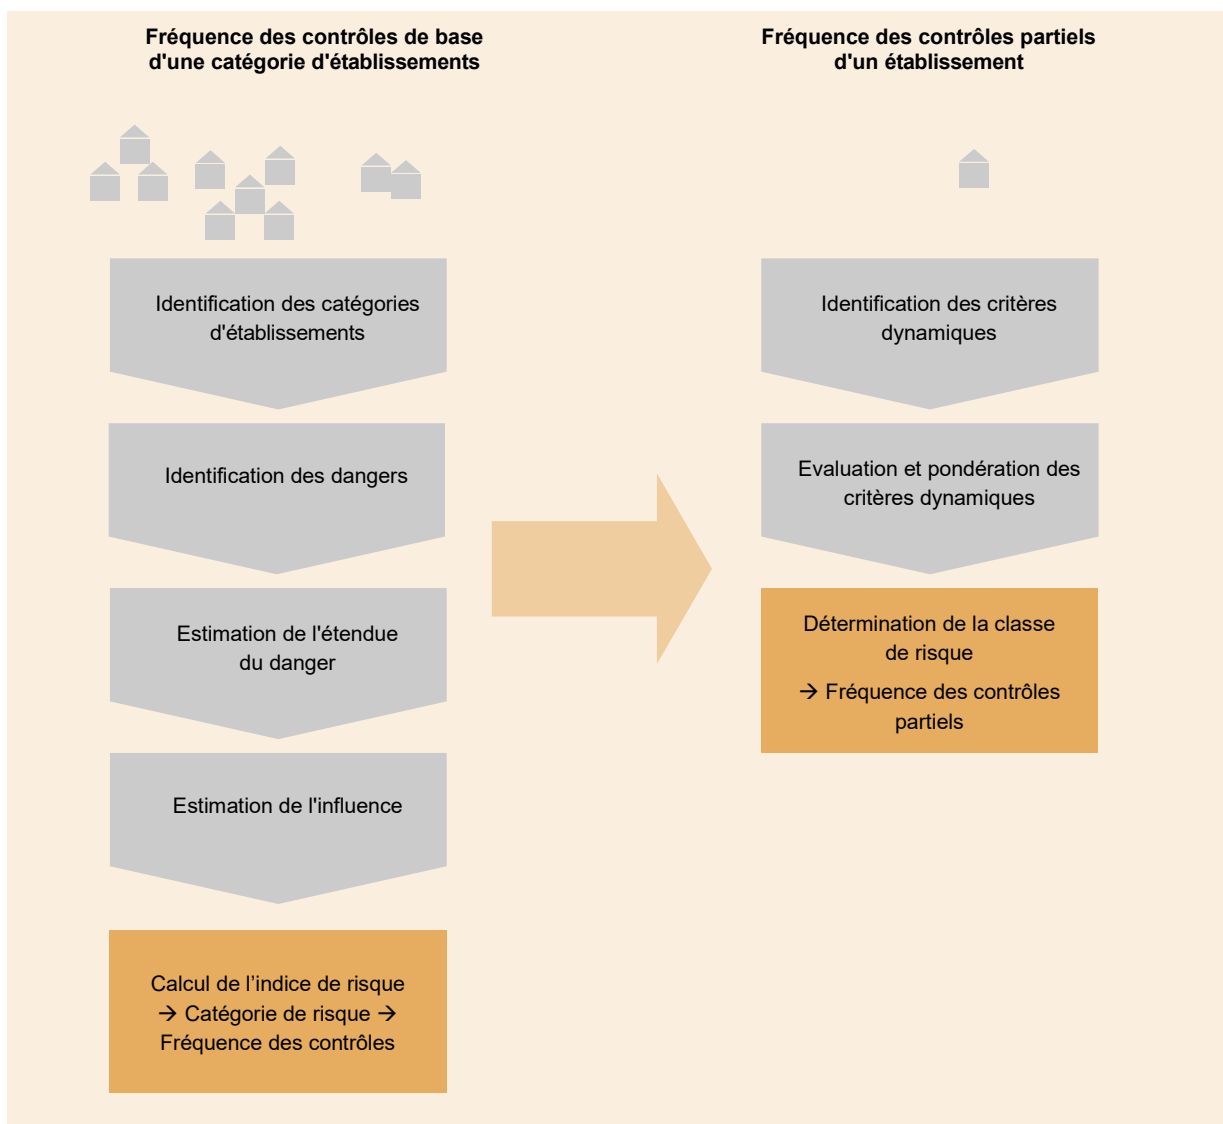 Fréquence des contrôles de base
d'une catégorie d'établissements
Identification des catégories
d'établissements
Identification des dangers
Estimation de l'étendue
du danger
Estimation de l'influence
Calcul de l’indice de risque
→ Catégorie de risque →
Fréquence des contrôles
Fréquence des contrôles partiels
d'un établissement
Identification des critères
dynamiques
Evaluation et pondération des
critères dynamiques
Détermination de la classe
de risque
→ Fréquence des contrôles
partiels